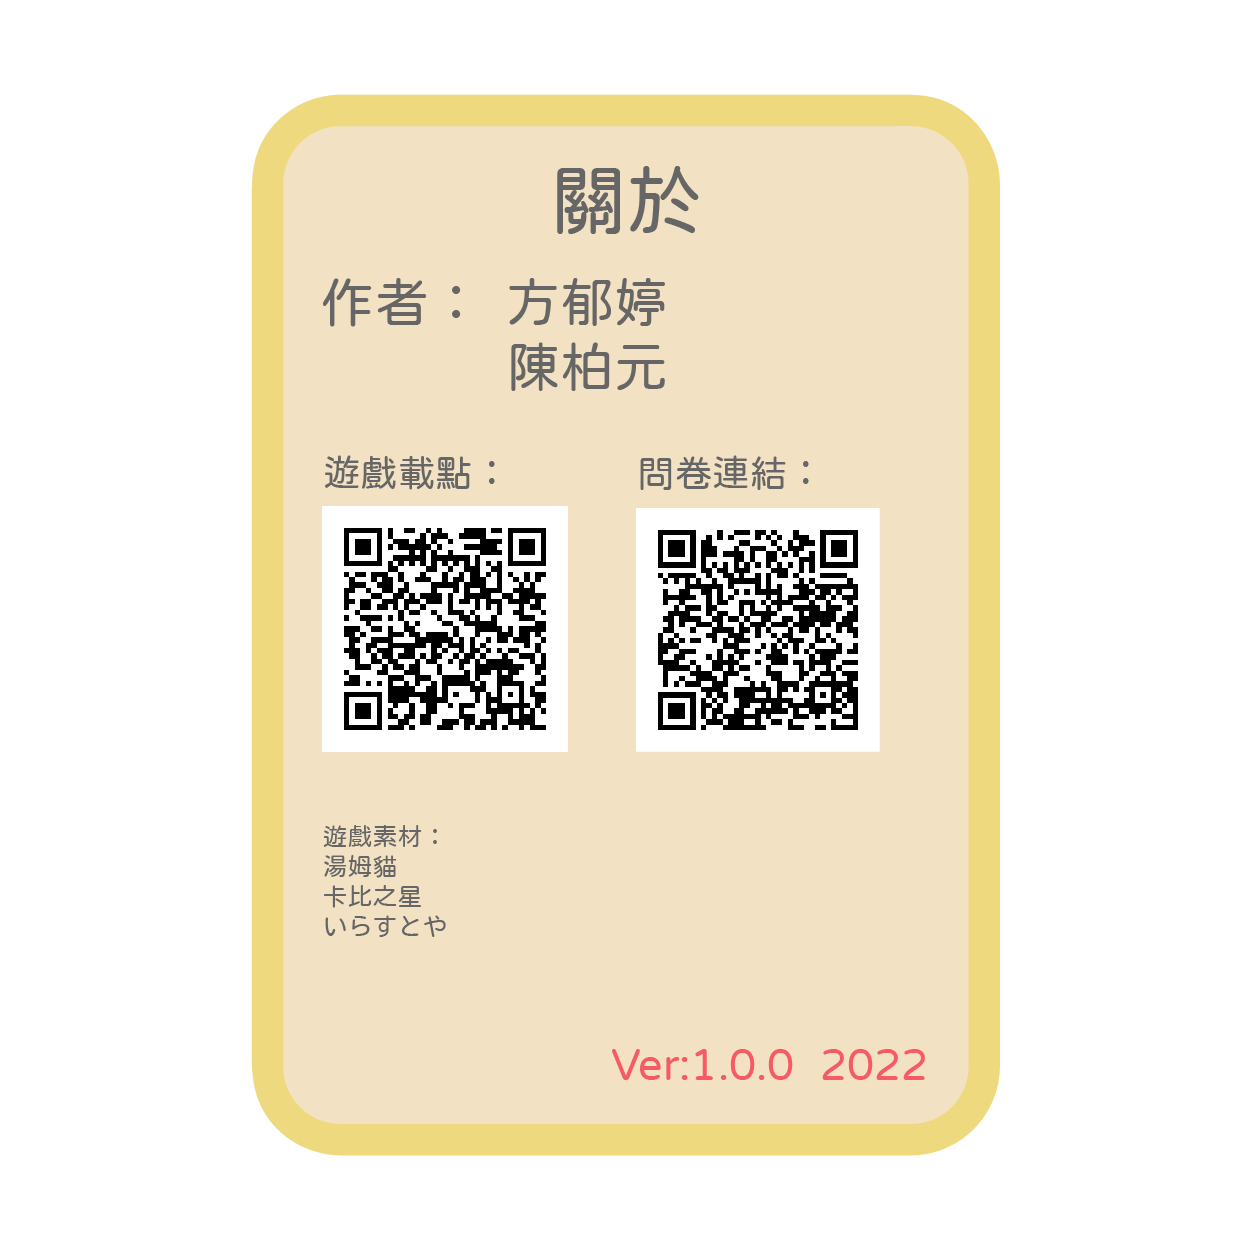 關於
作者： 方郁婷
陳柏元
遊戲載點：
問卷連結：
遊戲素材：
湯姆貓
卡比之星
いらすとや
Ver:1.0.0 2022